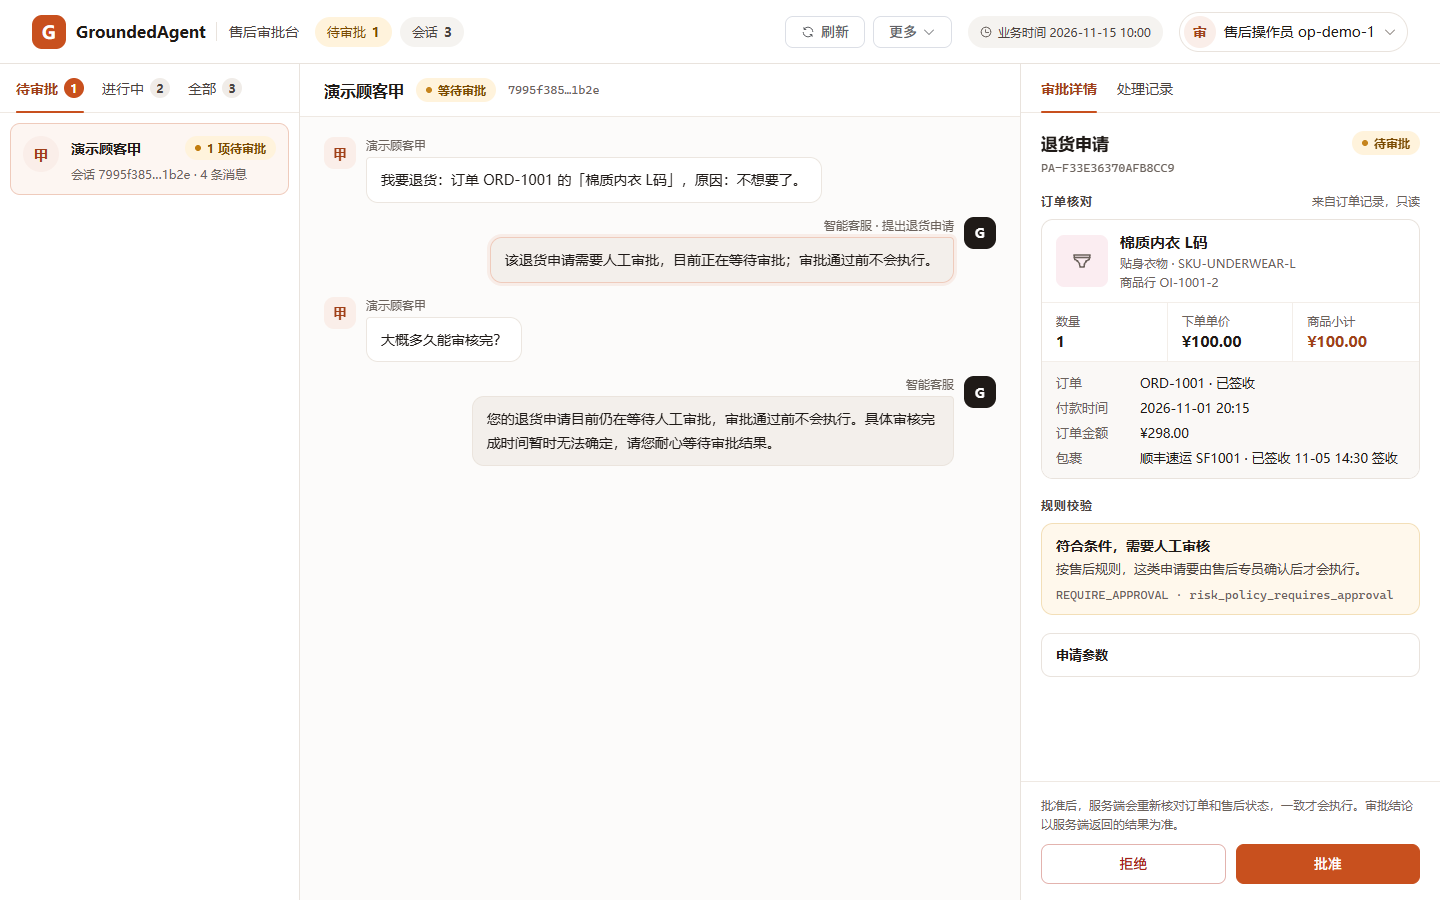 G GroundedAgent 售后审批台 待审批 1 会话 3 刷新 更多 业务时间 2026-11-15 10:00 审 售后操作员 op-demo-1
待审批 1 进行中 2 全部 3
甲 演示顾客甲 1 项待审批
会话 7995f385…1b2e · 4 条消息
演示顾客甲 等待审批 7995f385…1b2e
演示顾客甲
甲 我要退货：订单 ORD-1001 的「棉质内衣 L码」，原因：不想要了。
智能客服 · 提出退货申请
该退货申请需要人工审批，目前正在等待审批；审批通过前不会执行。
G
演示顾客甲
甲 大概多久能审核完？
智能客服
G
您的退货申请目前仍在等待人工审批，审批通过前不会执行。具体审核完
成时间暂时无法确定，请您耐心等待审批结果。
审批详情 处理记录
退货申请 待审批
PA-F33E36370AFB8CC9
订单核对 来自订单记录，只读
棉质内衣 L码
贴身衣物 · SKU-UNDERWEAR-L
商品行 OI-1001-2
数量 下单单价 商品小计
1 ¥100.00 ¥100.00
订单 ORD-1001 · 已签收
付款时间 2026-11-01 20:15
订单金额 ¥298.00
包裹 顺丰速运 SF1001 · 已签收 11-05 14:30 签收
规则校验
符合条件，需要人工审核
按售后规则，这类申请要由售后专员确认后才会执行。
REQUIRE_APPROVAL · risk_policy_requires_approval
申请参数
批准后，服务端会重新核对订单和售后状态，一致才会执行。审批结论
以服务端返回的结果为准。
拒绝 批准